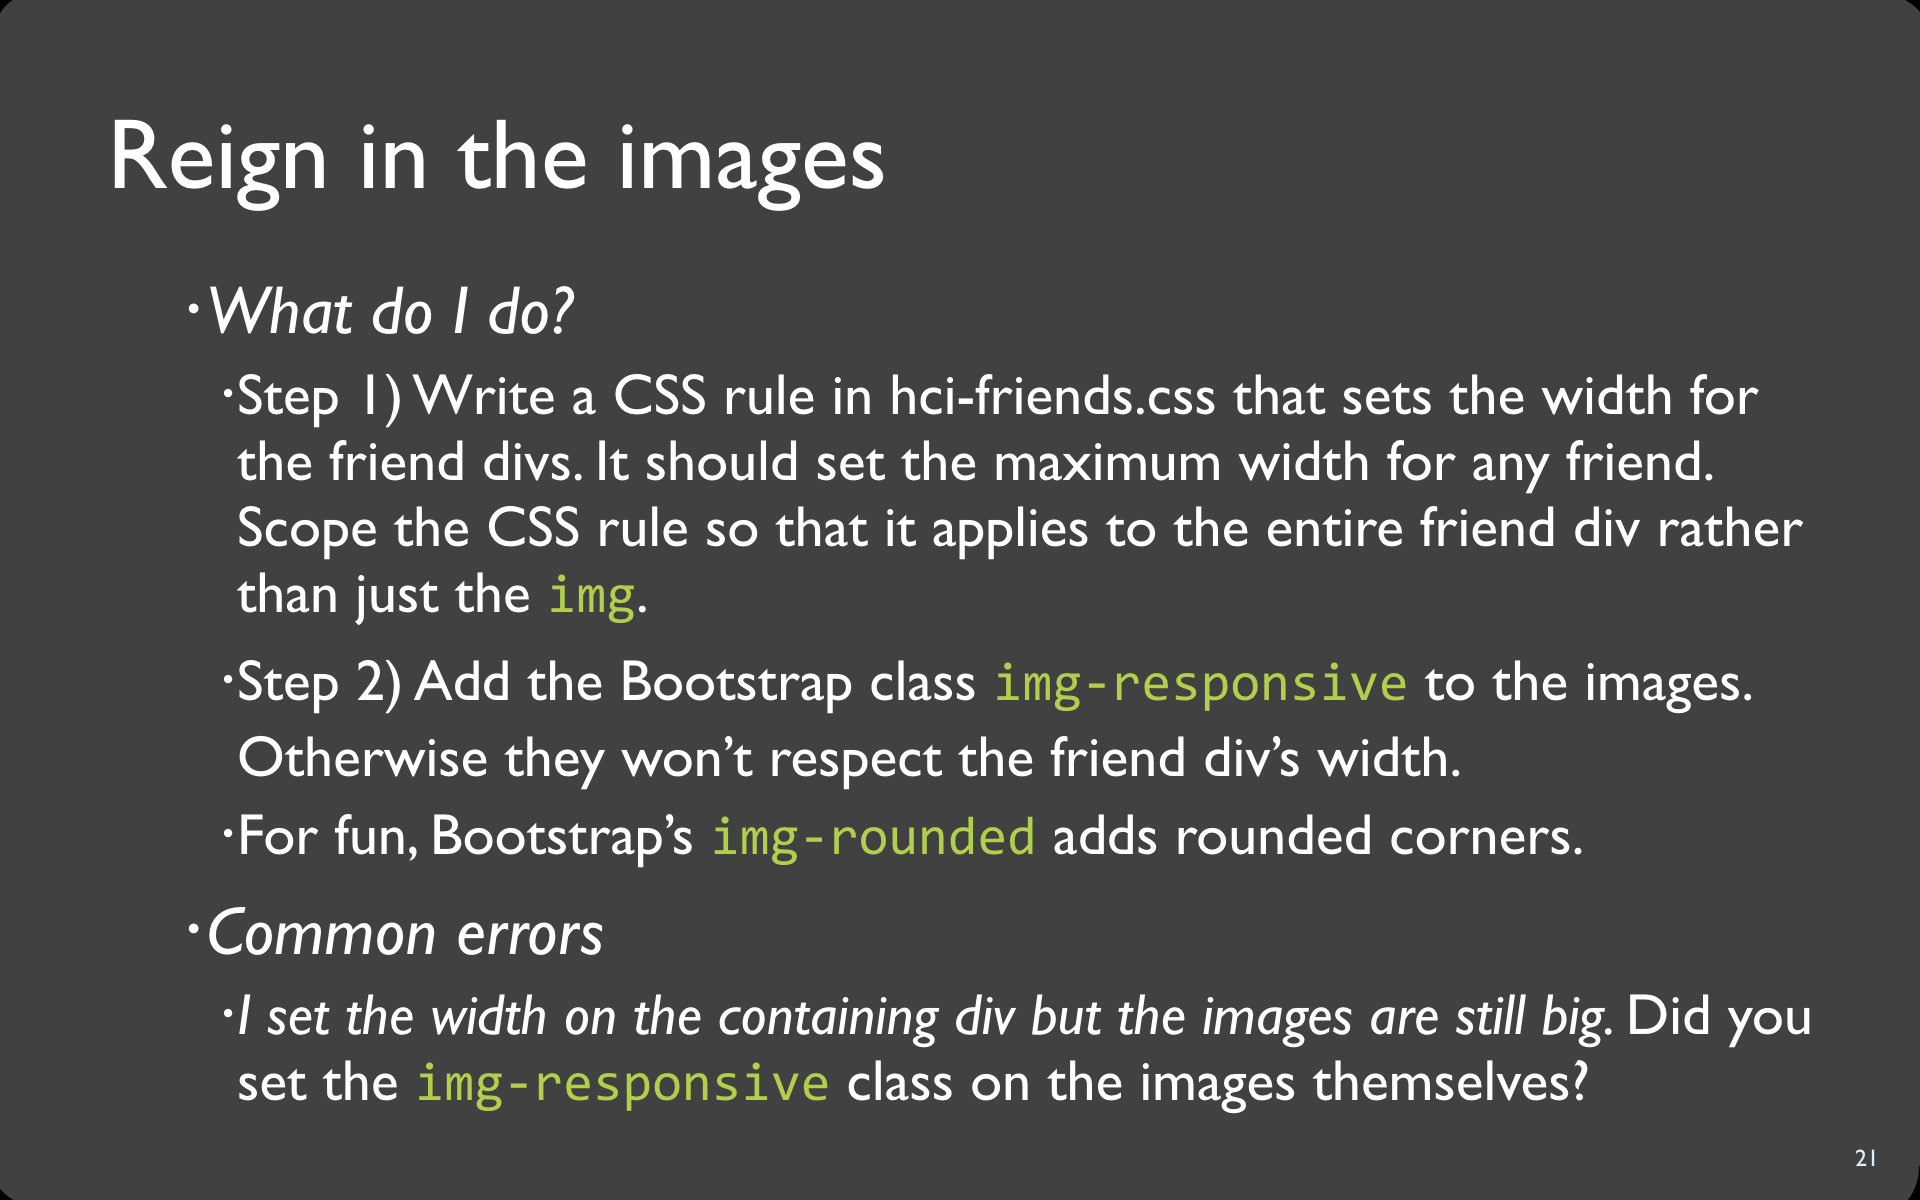 Reign in the images
·What do I do?
·Step 1) Write a CSS rule in hci-friends.css that sets the width for
the friend divs. It should set the maximum width for any friend.
Scope the CSS rule so that it applies to the entire friend div rather
than just the img.
·Step 2) Add the Bootstrap class img-responsive to the images.
Otherwise they won’t respect the friend div’s width.
·For fun, Bootstrap’s img-rounded adds rounded corners.
·Common errors
·I set the width on the containing div but the images are still big. Did you
set the img-responsive class on the images themselves?
21